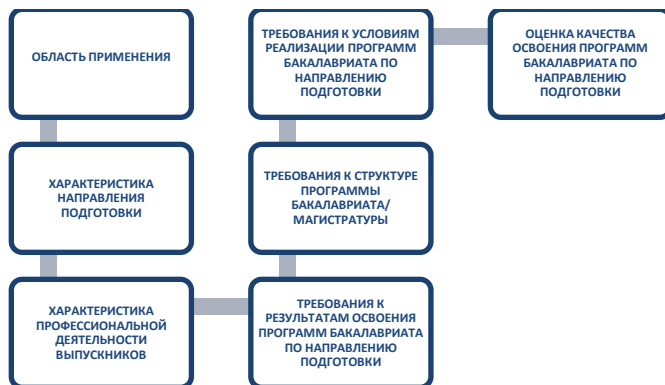 ОБЛАСТЬ ПРИМЕНЕНИЯ
ХАРАКТЕРИСТИКА
НАПРАВЛЕНИЯ
ПОДГОТОВКИ
ХАРАКТЕРИСТИКА
ПРОФЕССИОНАЛЬНОЙ
ДЕЯТЕЛЬНОСТИ
ВЫПУСКНИКОВ
ТРЕБОВАНИЯ К
РЕЗУЛЬТАТАМ ОСВОЕНИЯ
ПРОГРАММ БАКАЛАВРИАТА
ПО НАПРАВЛЕНИЮ
ПОДГОТОВКИ
ТРЕБОВАНИЯ К СТРУКТУРЕ
ПРОГРАММЫ
БАКАЛАВРИАТА/
МАГИСТРАТУРЫ
ТРЕБОВАНИЯ К УСЛОВИЯМ
РЕАЛИЗАЦИИ ПРОГРАММ
БАКАЛАВРИАТА ПО
НАПРАВЛЕНИЮ
ПОДГОТОВКИ
ОЦЕНКА КАЧЕСТВА
ОСВОЕНИЯ ПРОГРАММ
БАКАЛАВРИАТА ПО
НАПРАВЛЕНИЮ
ПОДГОТОВКИ